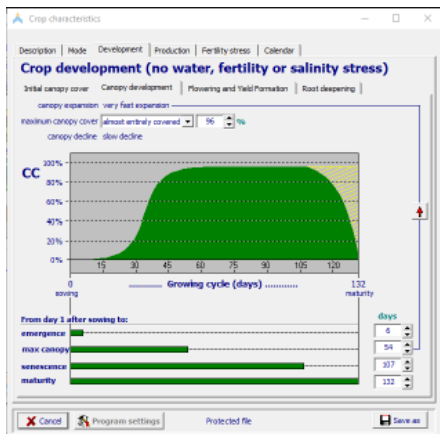 Crop characteristics
Description | Mode | Development | Production | Fertility stress | Calendar |
Crop development (no water, fertility or salinity stress)
Initial canopy cover | Canopy development | Flowering and Yield Formation | Root deepening |
canopy expansion very fast expansion
maximum canopy cover almost entirely covered 96 %
canopy decline slow decline
CC
100%
80%
60%
40%
20%
0%
15 30 45 60 75 90 105 120
0 Growing cycle (days) 132
sowing maturity
From day 1 after sowing to: days
emergence 6
max canopy 54
senescence 107
maturity 132
Cancel Program settings Protected file Save as